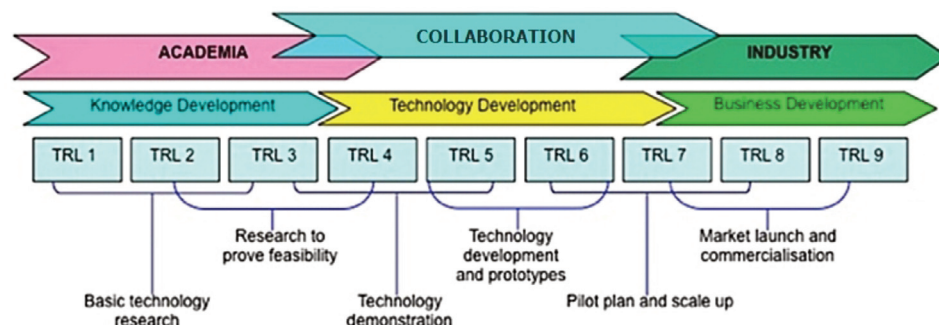 COLLABORATION
ACADEMIA
INDUSTRY
Knowledge Development
Technology Development
Business Development
TRL 1
TRL 2
TRL 3
TRL 4
TRL 5
TRL 6
TRL 7
TRL 8
TRL 9
Research to
prove feasibility
Technology
development
and prototypes
Market launch and
commercialisation
Basic technology
research
Technology
demonstration
Pilot plan and scale up